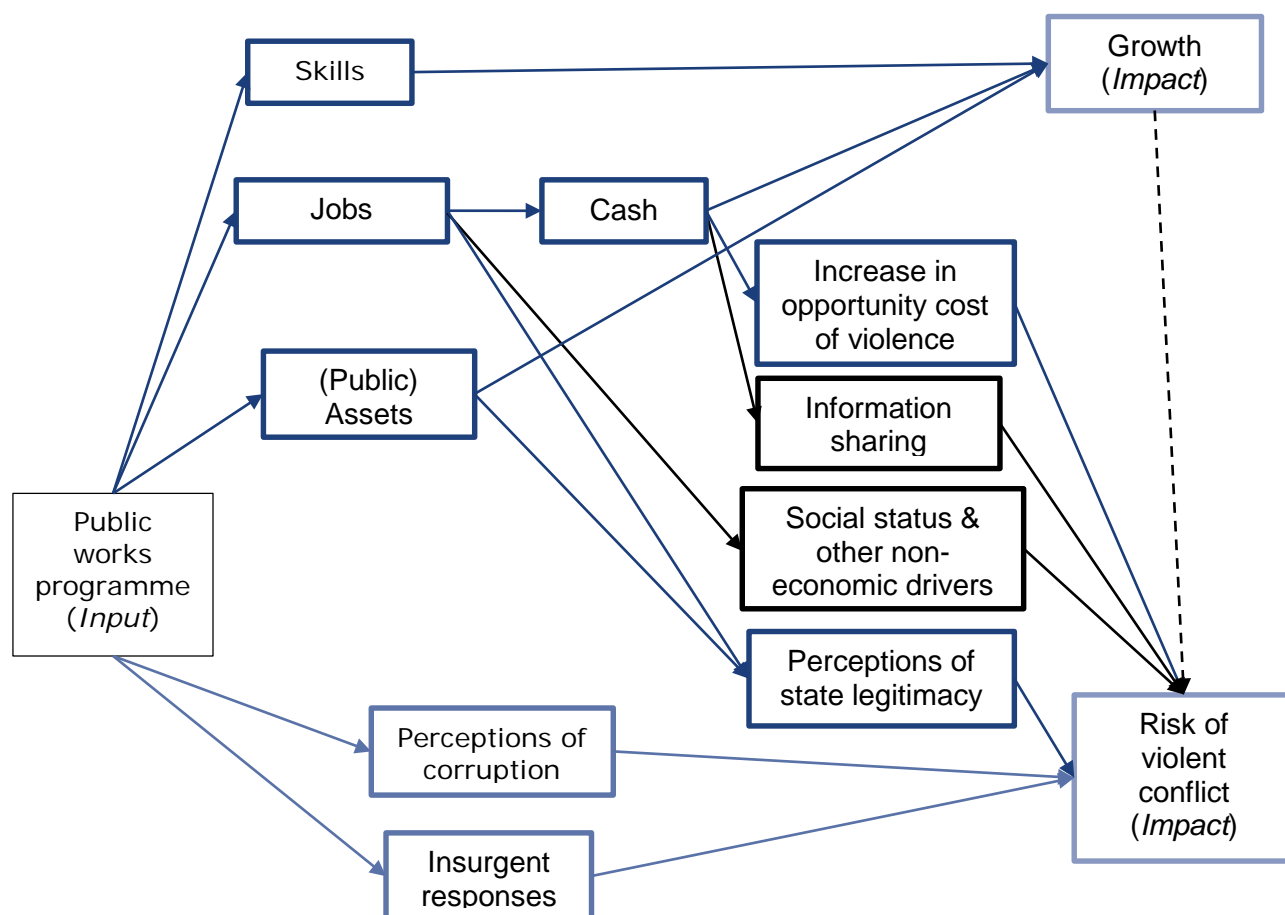 Skills
Growth
(Impact)
Jobs
Cash
Increase in
opportunity cost
of violence
(Public)
Assets
Information
sharing
Public
works
programme
(Input)
Social status &
other non-
economic drivers
Perceptions of
state legitimacy
Perceptions of
corruption
Risk of
violent
conflict
(Impact)
Insurgent
responses